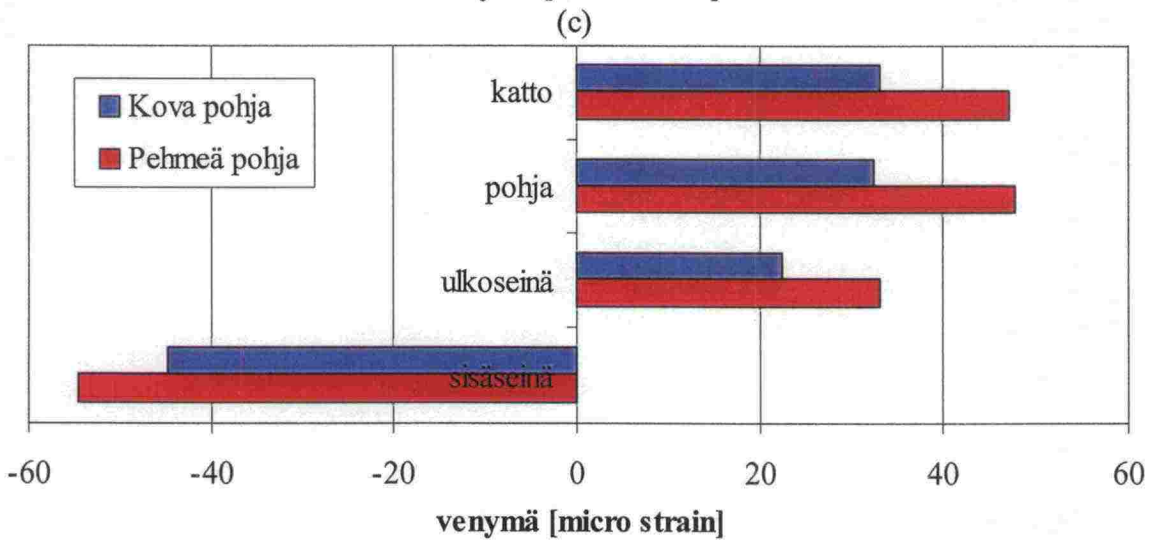 (c)
Kova pohja
Pehmeä pohja
katto
pohja
ulkoseinä
sisäseinä
-60 -40 -20 0 20 40 60
venymä [micro strain]